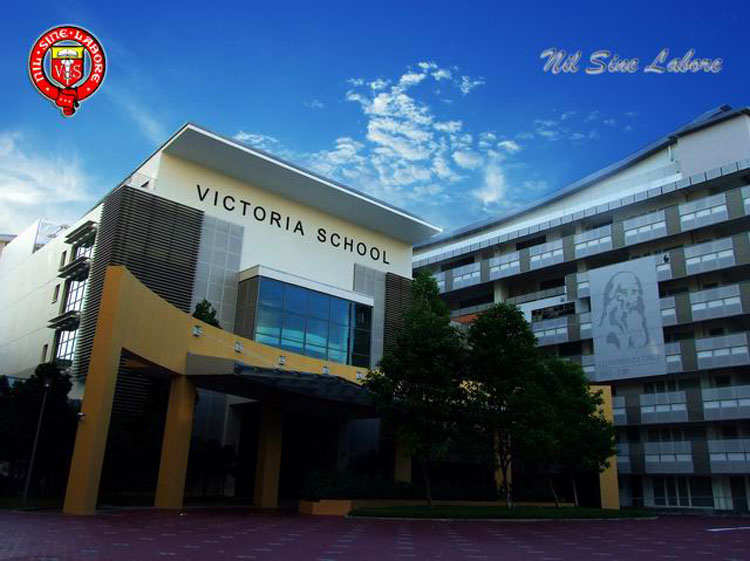 NIL SINE LABORE
VS
Nil Sine Labore
VICTORIA SCHOOL